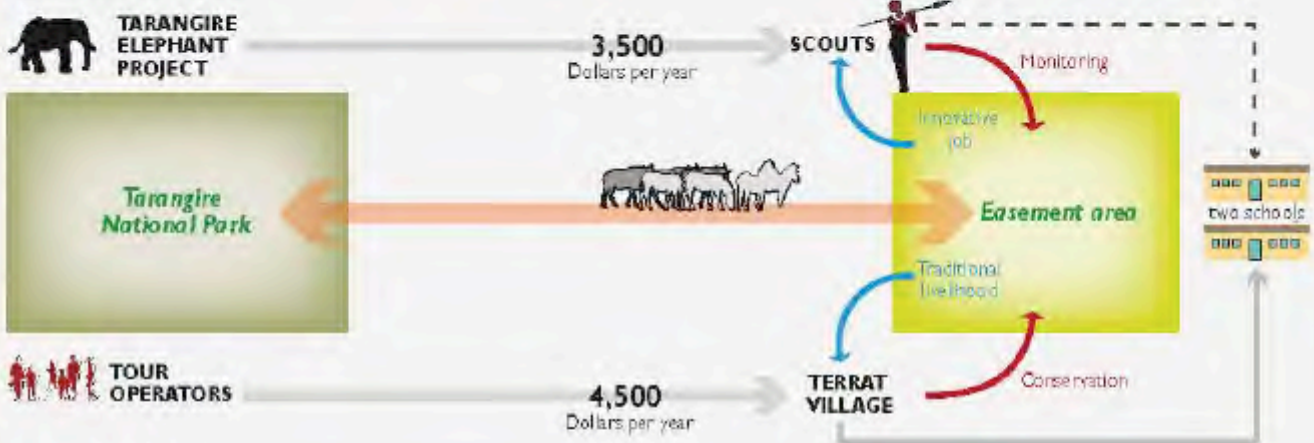 TARANGIRE
ELEPHANT
PROJECT
3,500
Dollars per year
SCOUTS
Monitoring
Innovative
job
Tarangire
National Park
Easement area
two schools
Traditional
livelihood
TOUR
OPERATORS
4,500
Dollars per year
TERRAT
VILLAGE
Conservation